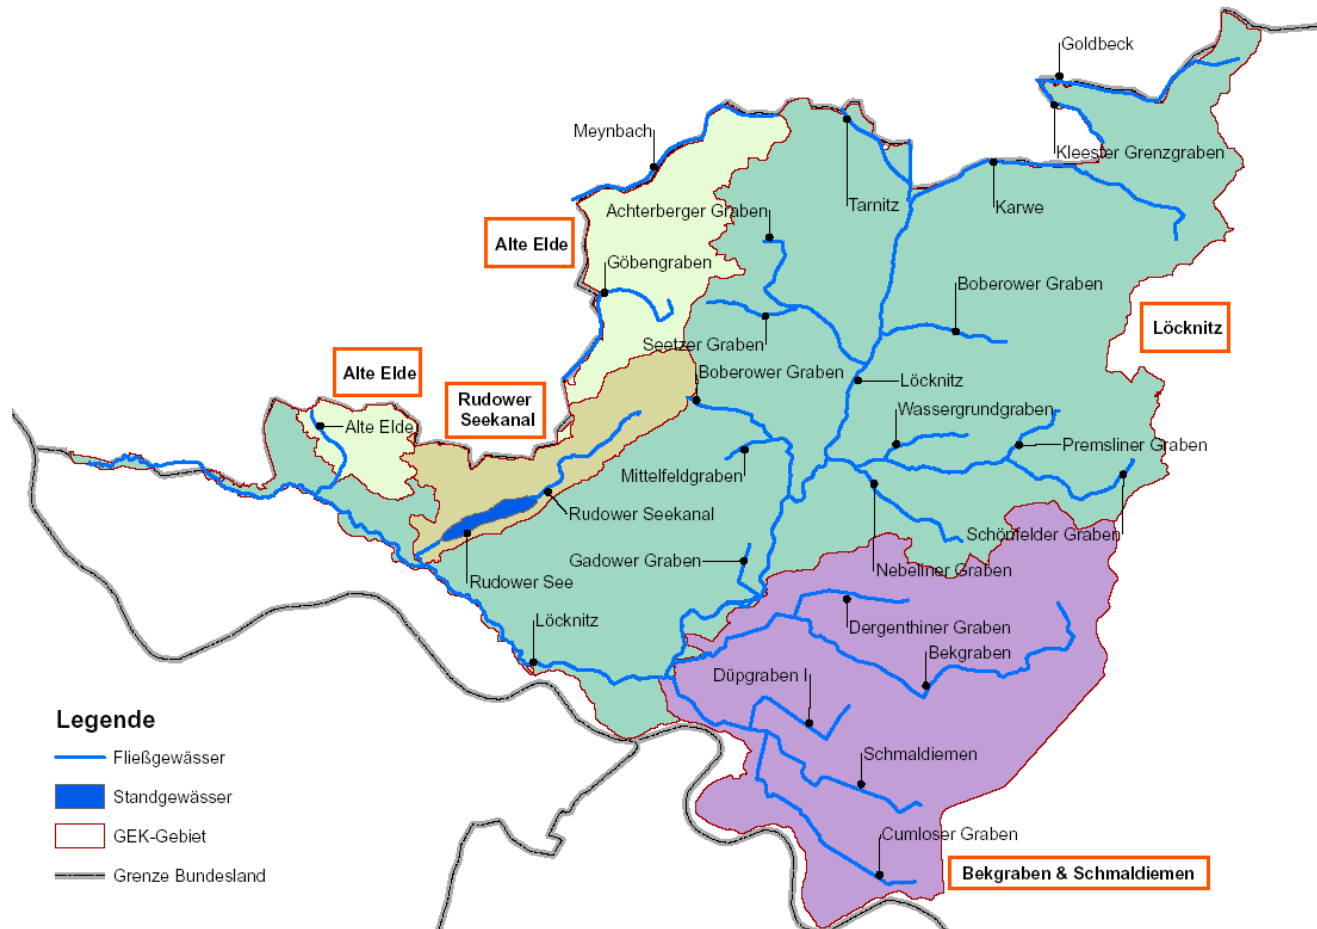 Goldbeck
Meynbach
Kleester Grenzgraben
Achterberger Graben
Tarnitz
Karwe
Alte Elde
Göbengraben
Boberower Graben
Löcknitz
Seetzer Graben
Boberower Graben
Alte Elde
Löcknitz
Rudower
Seekanal
Wassergrundgraben
Alte Elde
Premsliner Graben
Mittelfeldgraben
Rudower Seekanal
Schönfelder Graben
Gadower Graben
Nebeliner Graben
Rudower See
Löcknitz
Dergenthiner Graben
Bekgraben
Düpgraben I
Legende
Fließgewässer
Schmaldiemen
Standgewässer
GEK-Gebiet
Cumloser Graben
Grenze Bundesland
Bekgraben & Schmaldiemen